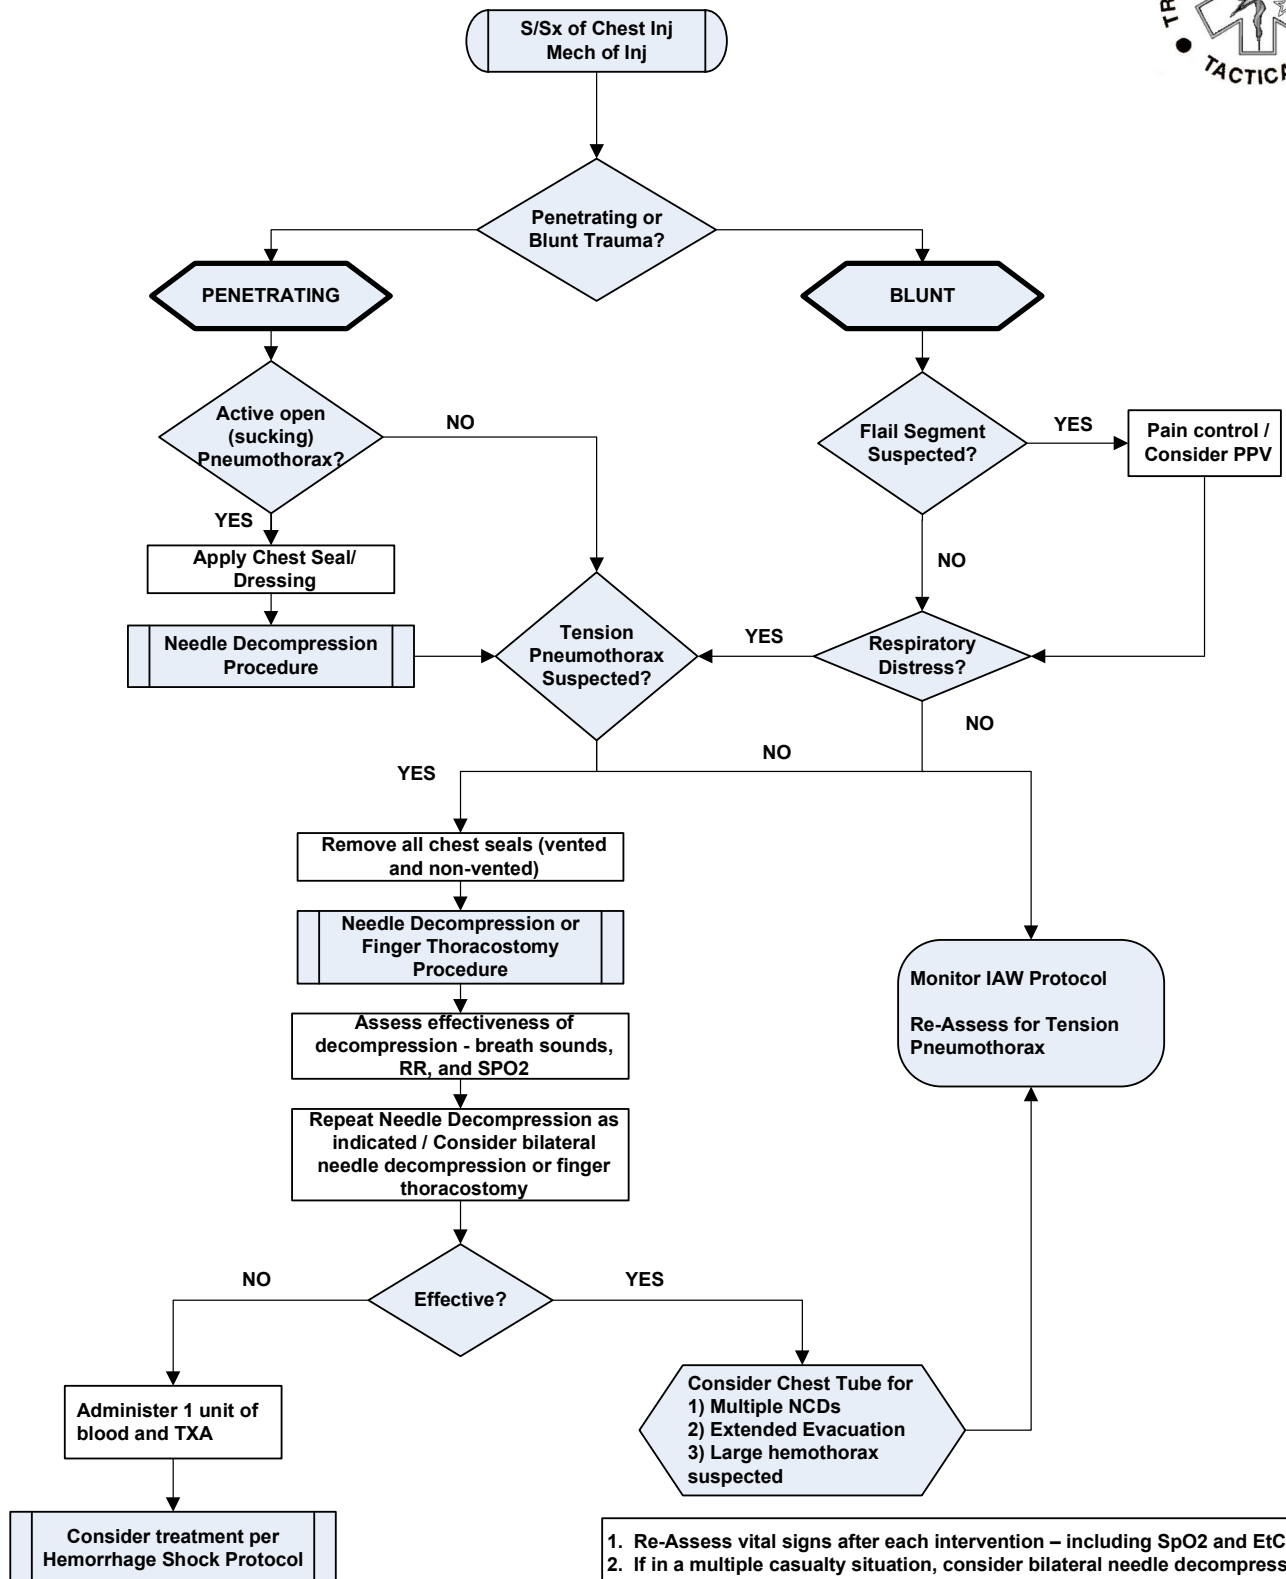 S/Sx of Chest Inj
Mech of Inj
TACTICA
TR
Penetrating or
Blunt Trauma?
PENETRATING
BLUNT
Active open
(sucking)
Pneumothorax?
NO
YES
Flail Segment
Suspected?
YES
Pain control /
Consider PPV
NO
Apply Chest Seal/
Dressing
Needle Decompression
Procedure
Tension
Pneumothorax
Suspected?
YES
Respiratory
Distress?
NO
NO
YES
Remove all chest seals (vented
and non-vented)
Needle Decompression or
Finger Thoracostomy
Procedure
Assess effectiveness of
decompression - breath sounds,
RR, and SPO2
Repeat Needle Decompression as
indicated / Consider bilateral
needle decompression or finger
thoracostomy
Monitor IAW Protocol
Re-Assess for Tension
Pneumothorax
Effective?
NO
YES
Administer 1 unit of
blood and TXA
Consider treatment per
Hemorrhage Shock Protocol
Consider Chest Tube for
1) Multiple NCDs
2) Extended Evacuation
3) Large hemothorax
suspected
1. Re-Assess vital signs after each intervention – including SpO2 and EtC
2. If in a multiple casualty situation, consider bilateral needle decompress